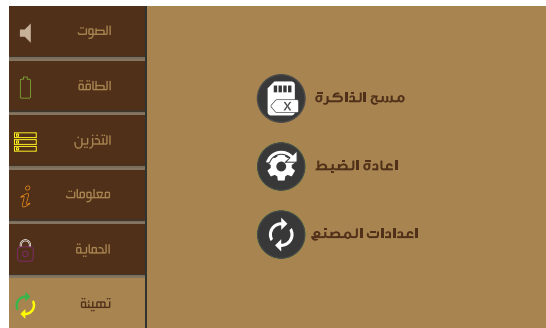 الصوت
الطاقة
التخزين
معلومات
الحماية
تهيئة
مسح الذاكرة
اعادة الضبط
اعدادات المصنع